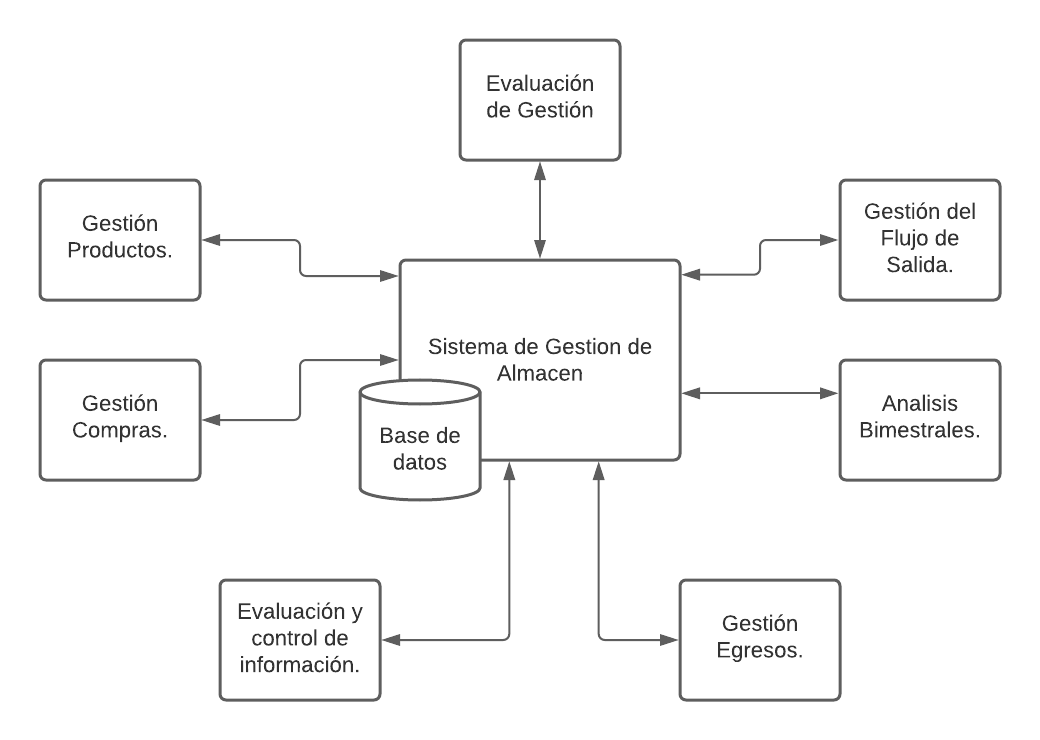 Evaluación
de Gestión
Gestión
Productos.
Gestión del
Flujo de
Salida.
Sistema de Gestion de
Almacen
Gestión
Compras.
Analisis
Bimestrales.
Base de
datos
Evaluación y
control de
información.
Gestión
Egresos.